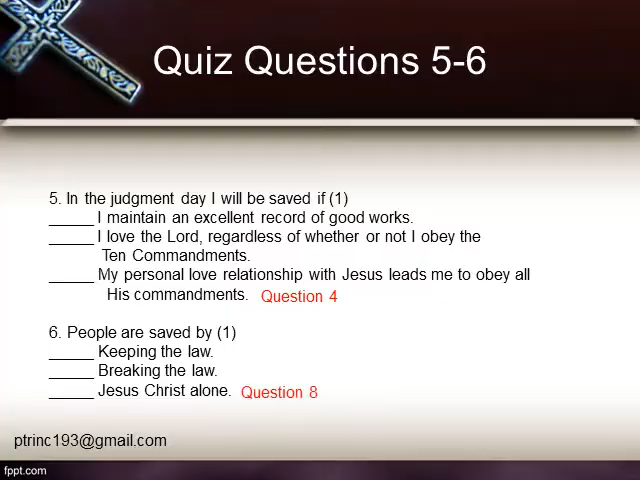 Quiz Questions 5-6
5. In the judgment day I will be saved if (1)
_____ I maintain an excellent record of good works.
_____ I love the Lord, regardless of whether or not I obey the
Ten Commandments.
_____ My personal love relationship with Jesus leads me to obey all
His commandments. Question 4
6. People are saved by (1)
_____ Keeping the law.
_____ Breaking the law.
_____ Jesus Christ alone. Question 8
ptrinc193@gmail.com
fppt.com